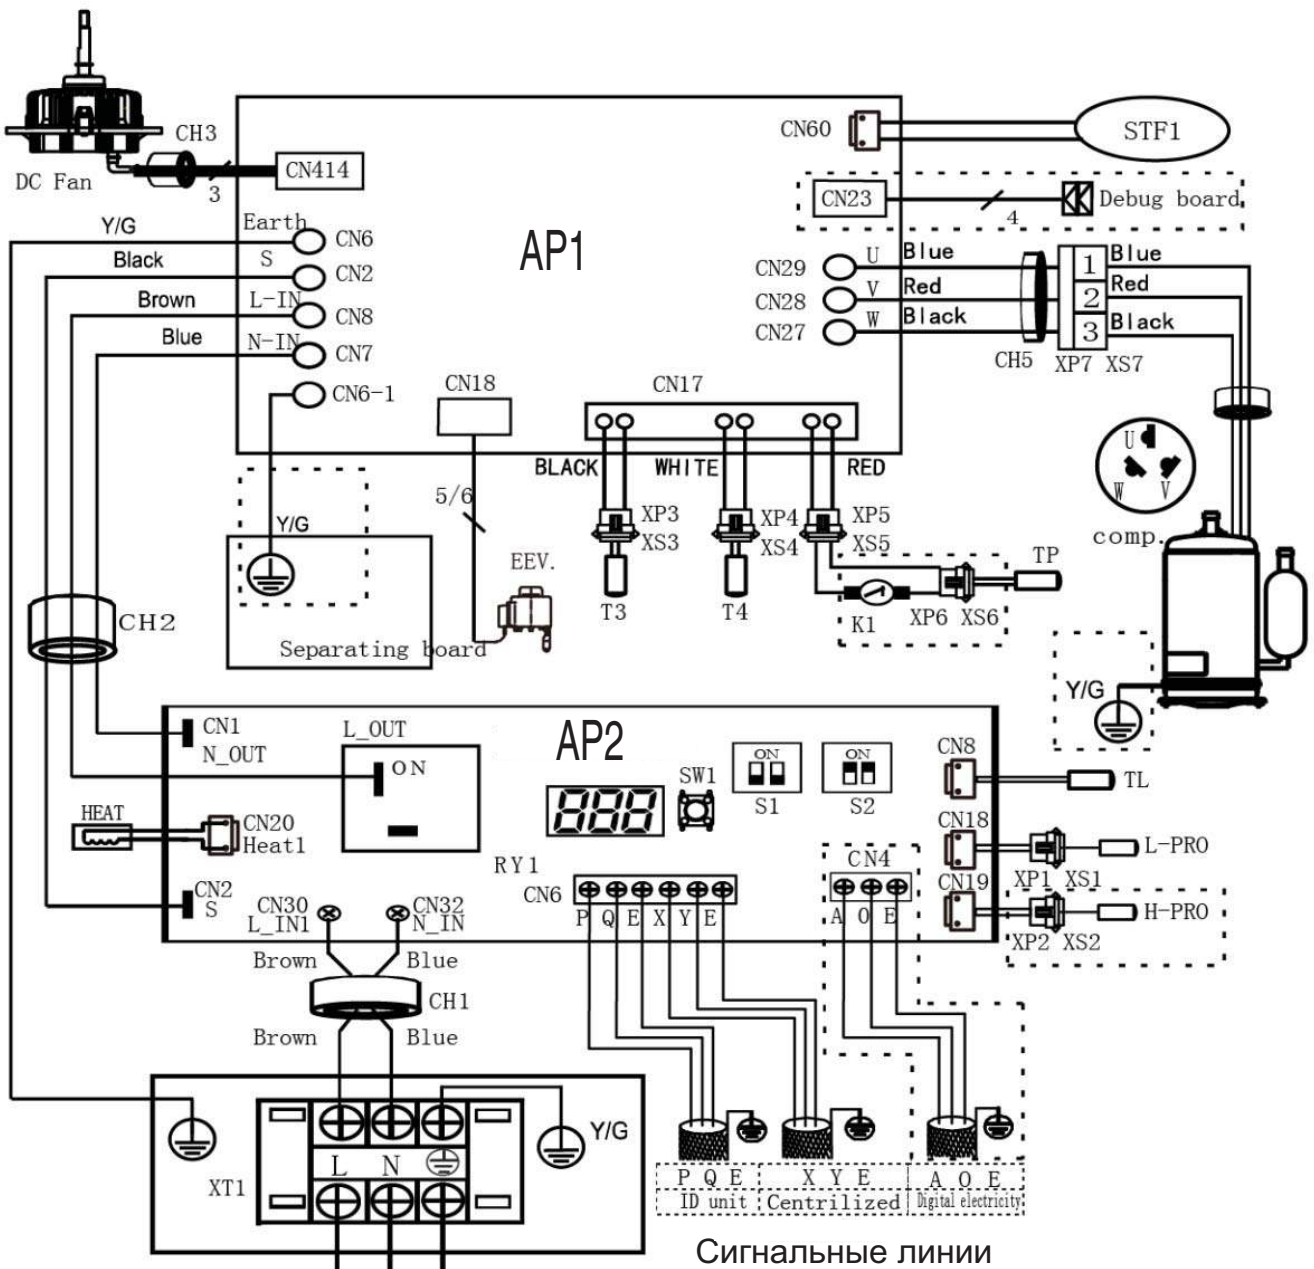 DC Fan
CH3
3
CN414
CN60
STF1
CN23
4
Debug board
AP1
Y/G
Earth
CN6
Black
S
CN2
Brown
L-IN
CN8
Blue
N-IN
CN7
CN6-1
CN29
U
Blue
CN28
V
Red
CN27
W
Black
CH5
1
2
3
XP7 XS7
Blue
Red
Black
CN18
CN17
BLACK
WHITE
RED
5/6
XP3
XS3
XP4
XS4
XP5
XS5
T3
T4
K1
XP6 XS6
TP
EEV.
Y/G
Separating board
CH2
U
W V
comp.
Y/G
CN1
N_OUT
L_OUT
ON
AP2
SW1
ON
S1
ON
S2
CN8
TL
HEAT
CN20
Heat1
RY1
CN18
L-PRO
XP1 XS1
CN2
S
CN30
L_IN1
CN32
N_IN
CN6
P Q E X Y E
CN4
A O E
CN19
H-PRO
XP2 XS2
Brown
Blue
CH1
Brown
Blue
XT1
L N
Y/G
P Q E
X Y E
A O E
ID unit
Centrilized
Digital electricity
Сигнальные линии